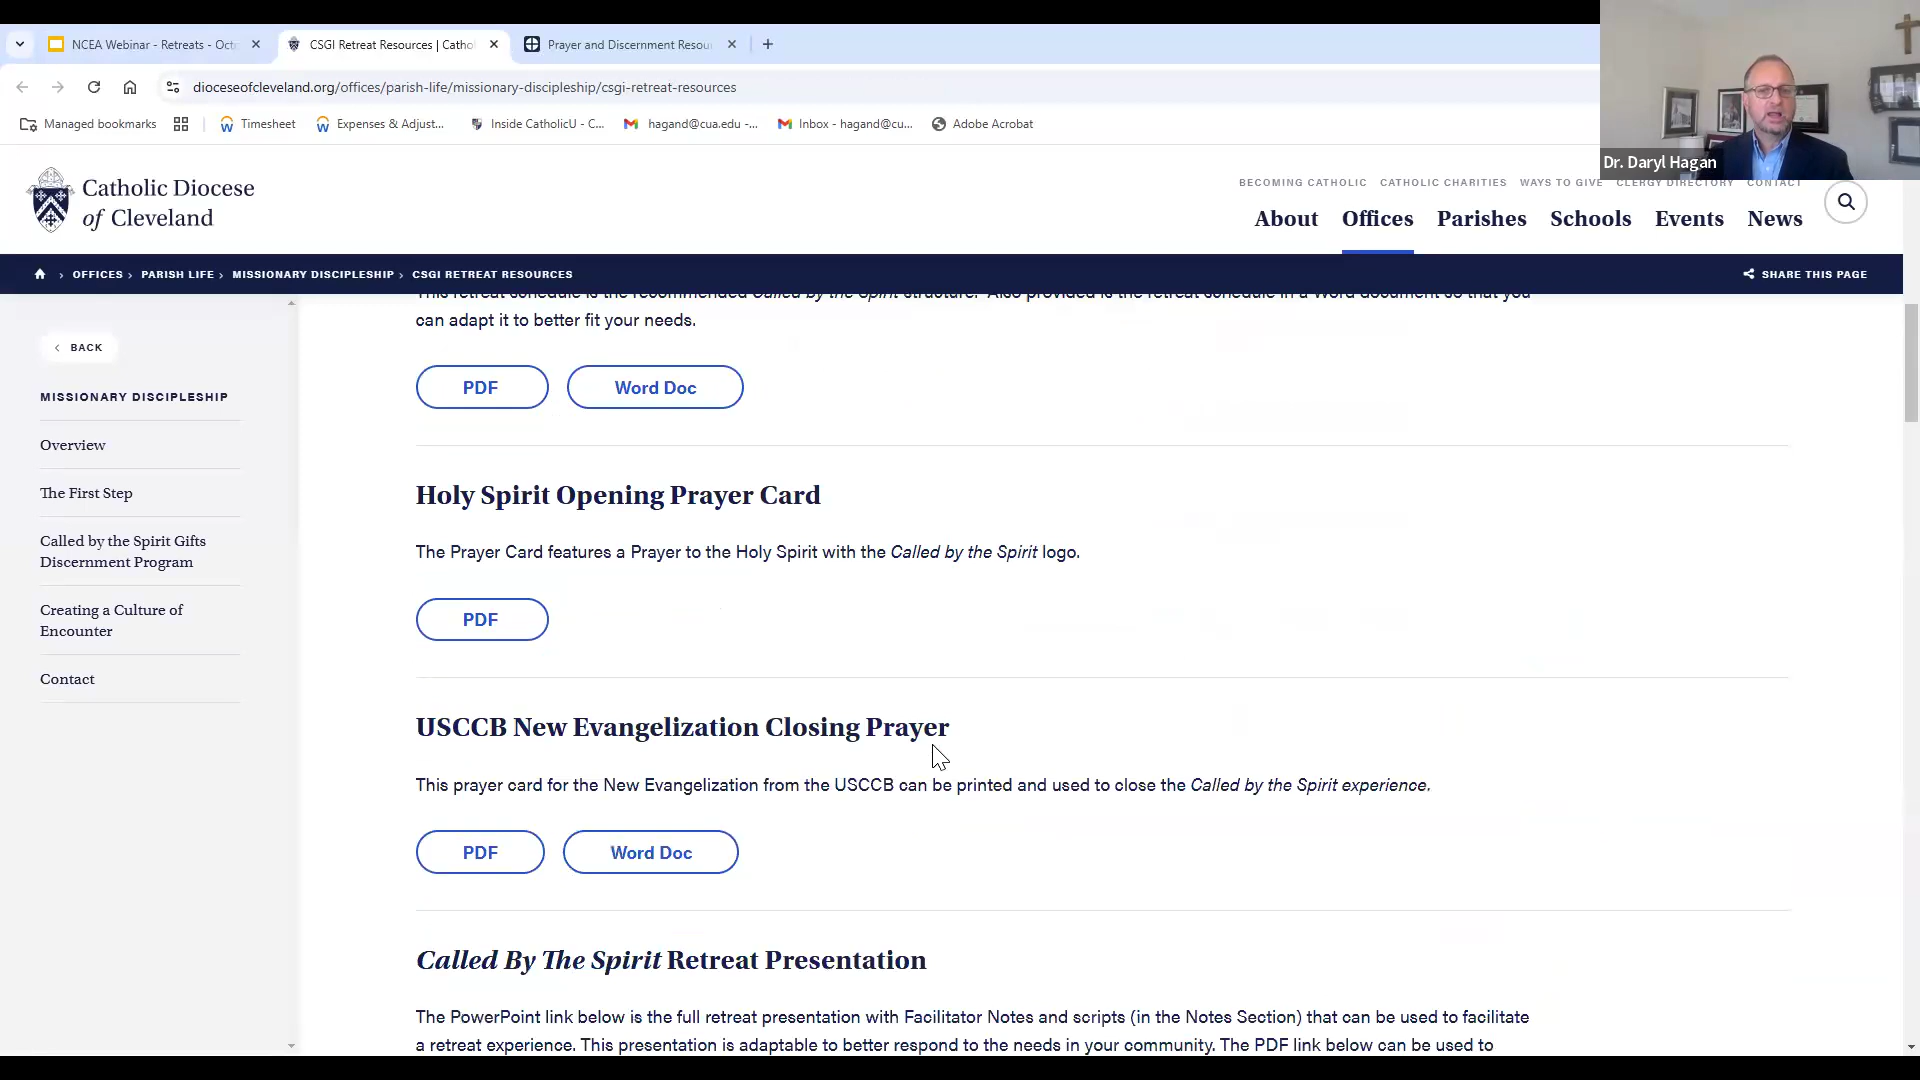 NCEA Webinar - Retreats - Octo
CSGI Retreat Resources | Catho
Prayer and Discernment Resou
dioceseofcleveland.org/offices/parish-life/missionary-discipleship/csgi-retreat-resources
Managed bookmarks
Timesheet
Expenses & Adjust...
Inside CatholicU - C...
hagand@cua.edu -...
Inbox - hagand@cu...
Adobe Acrobat
Dr. Daryl Hagan
Catholic Diocese
of Cleveland
BECOMING CATHOLIC CATHOLIC CHARITIES WAYS TO GIVE CLERGY DIRECTORY CONTACT
About Offices Parishes Schools Events News
OFFICES › PARISH LIFE › MISSIONARY DISCIPLESHIP › CSGI RETREAT RESOURCES
SHARE THIS PAGE
BACK
MISSIONARY DISCIPLESHIP
Overview
The First Step
Called by the Spirit Gifts
Discernment Program
Creating a Culture of
Encounter
Contact
This retreat schedule is the recommended Called by the Spirit structure. Also provided is the retreat schedule in a Word document so that you
can adapt it to better fit your needs.
PDF Word Doc
Holy Spirit Opening Prayer Card
The Prayer Card features a Prayer to the Holy Spirit with the Called by the Spirit logo.
PDF
USCCB New Evangelization Closing Prayer
This prayer card for the New Evangelization from the USCCB can be printed and used to close the Called by the Spirit experience.
PDF Word Doc
Called By The Spirit Retreat Presentation
The PowerPoint link below is the full retreat presentation with Facilitator Notes and scripts (in the Notes Section) that can be used to facilitate
a retreat experience. This presentation is adaptable to better respond to the needs in your community. The PDF link below can be used to